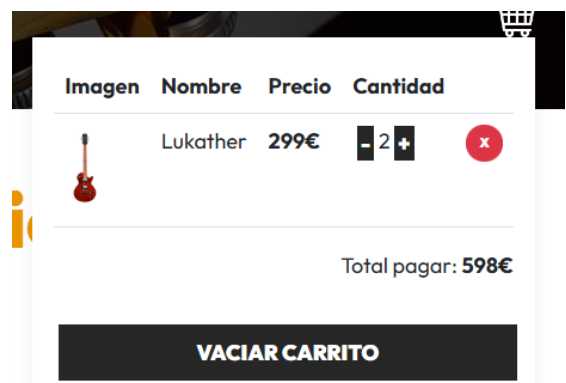 Imagen Nombre Precio Cantidad
Lukather 299€ - 2 + x
Total pagar: 598€
VACIAR CARRITO